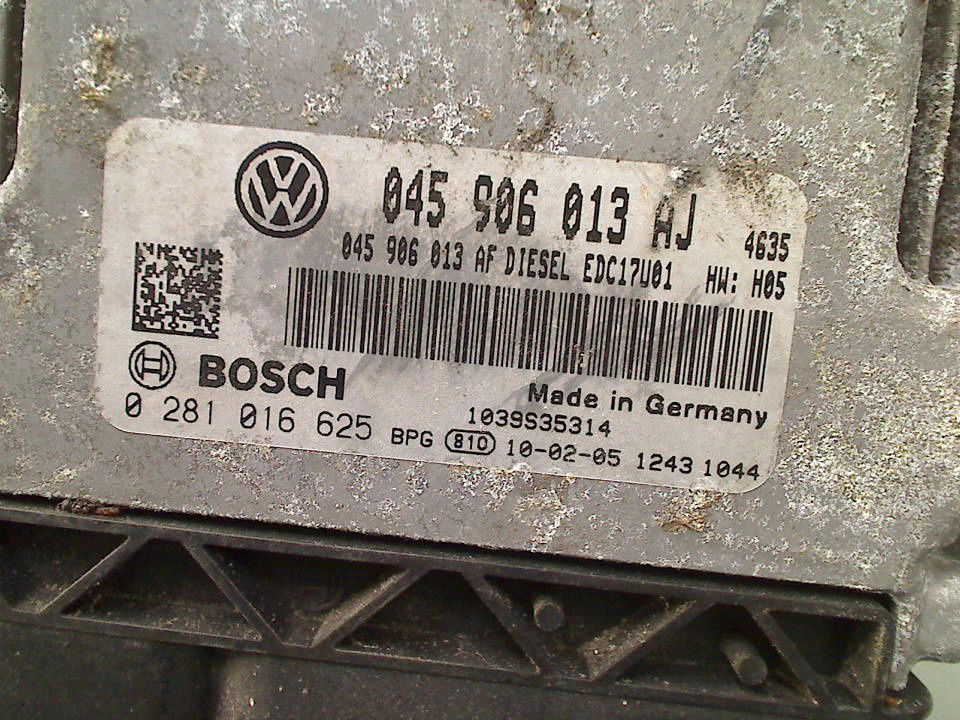 045 906 013 AJ 4635
045 906 013 AF DIESEL EDC17U01 HW: H05
BOSCH
Made in Germany
0 281 016 625
1039S35314
BPG 810 10-02-05 1243 1044